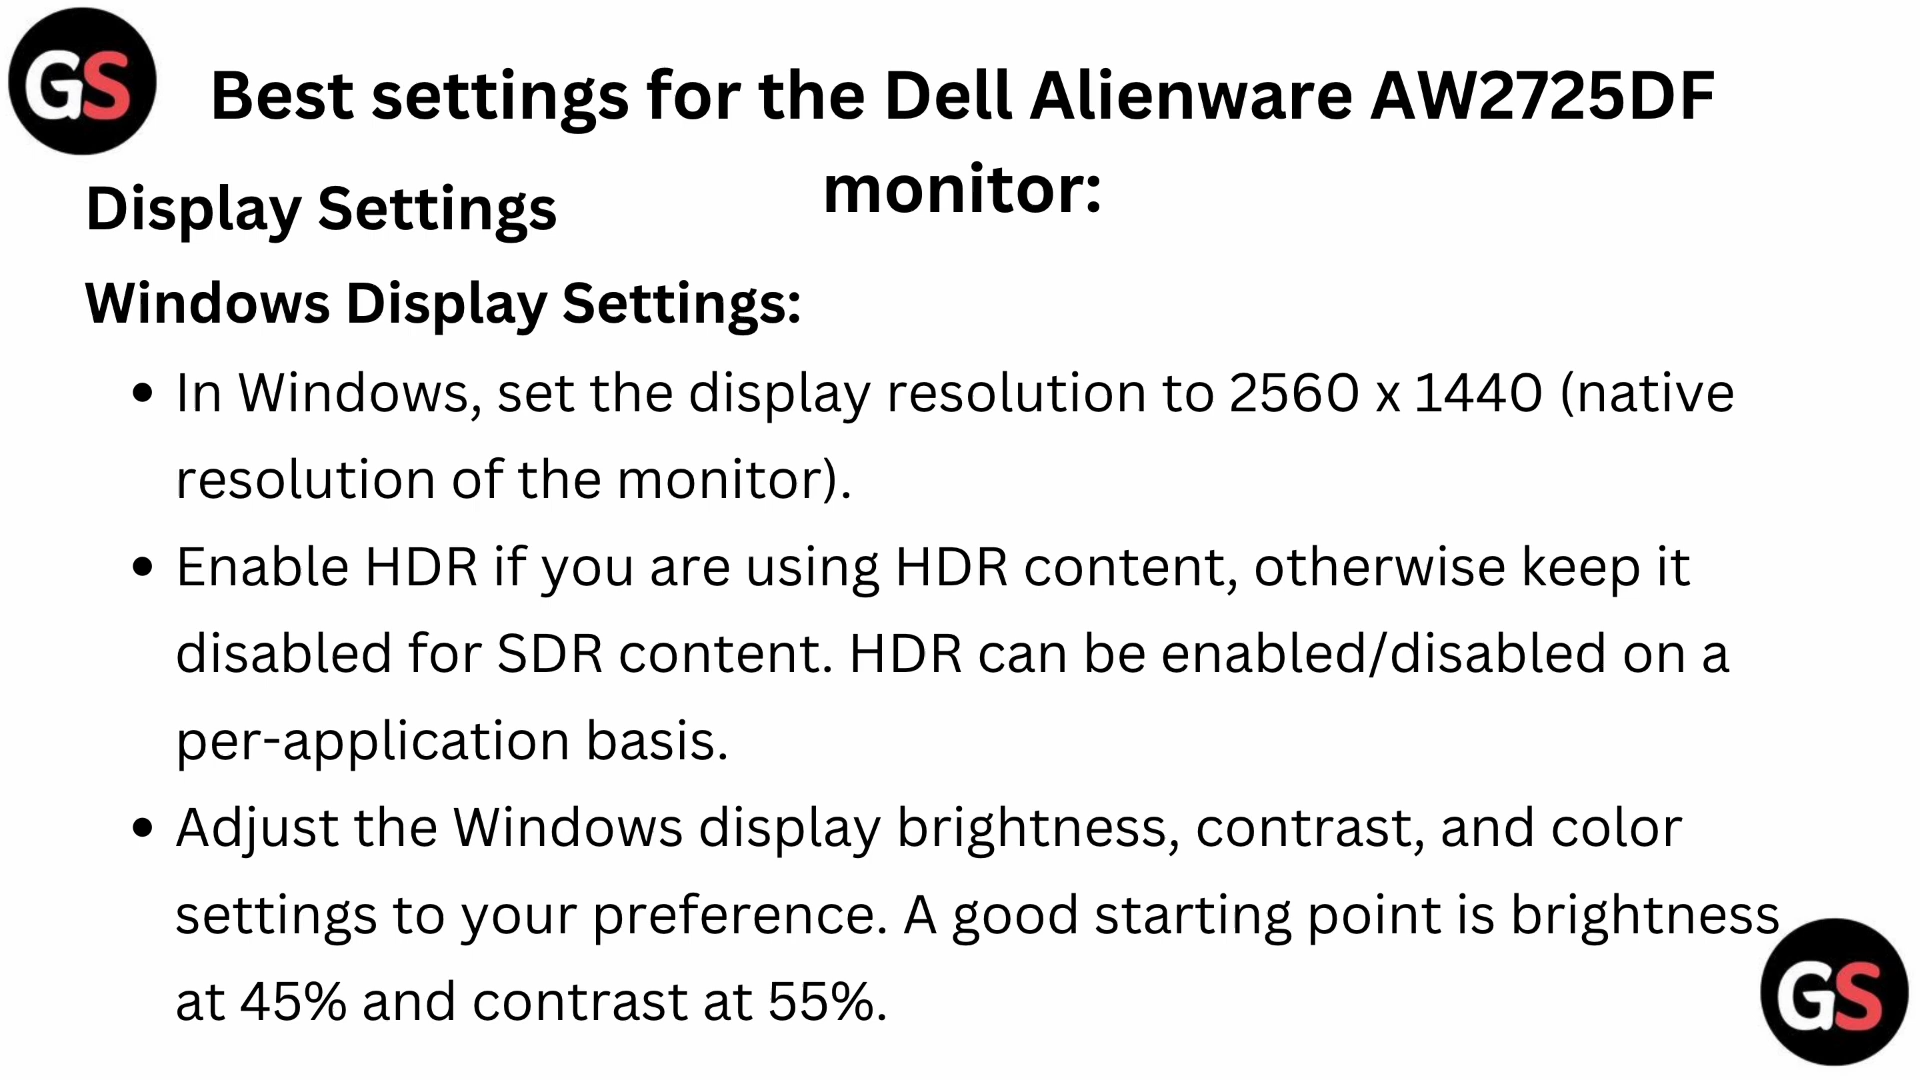 GS
Best settings for the Dell Alienware AW2725DF
monitor:
Display Settings
Windows Display Settings:
• In Windows, set the display resolution to 2560 x 1440 (native
resolution of the monitor).
• Enable HDR if you are using HDR content, otherwise keep it
disabled for SDR content. HDR can be enabled/disabled on a
per-application basis.
• Adjust the Windows display brightness, contrast, and color
settings to your preference. A good starting point is brightness
at 45% and contrast at 55%.
GS